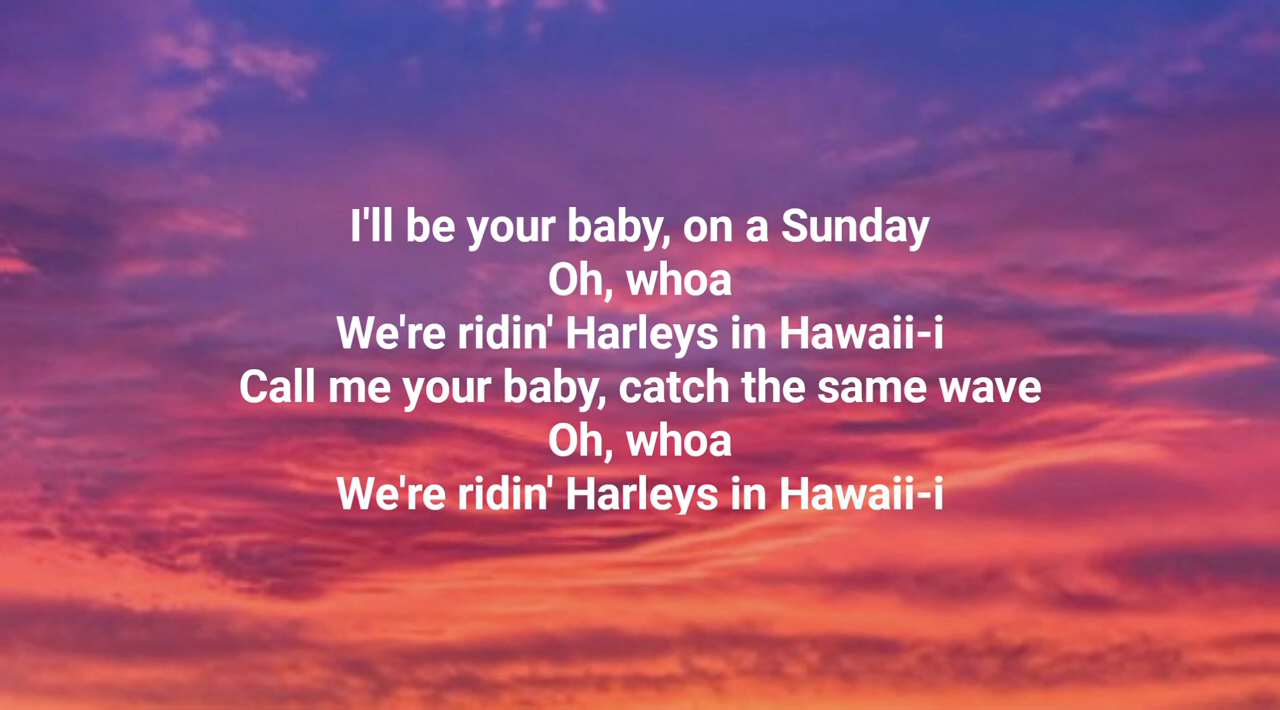 I'll be your baby, on a Sunday
Oh, whoa
We're ridin' Harleys in Hawaii-i
Call me your baby, catch the same wave
Oh, whoa
We're ridin' Harleys in Hawaii-i